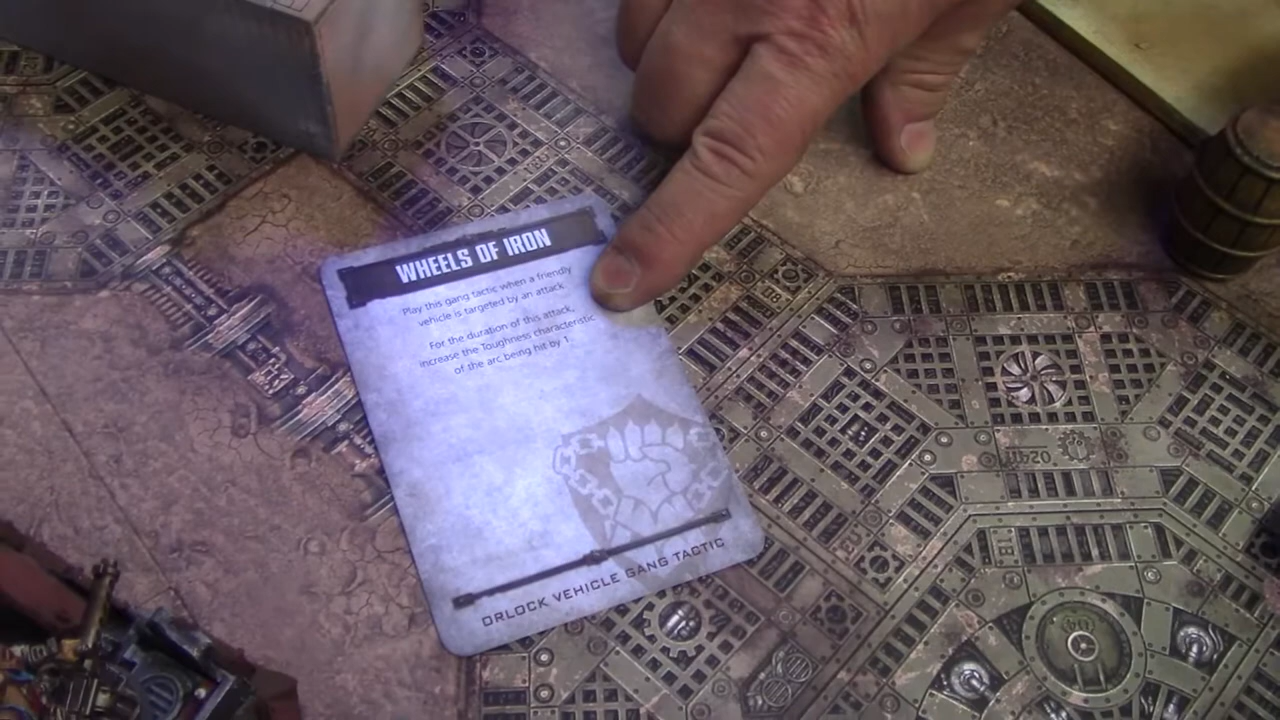 WHEELS OF IRON
Play this gang tactic when a friendly
vehicle is targeted by an attack.
For the duration of this attack,
increase the Toughness characteristic
of the arc being hit by 1.
ORLOCK VEHICLE GANG TACTIC